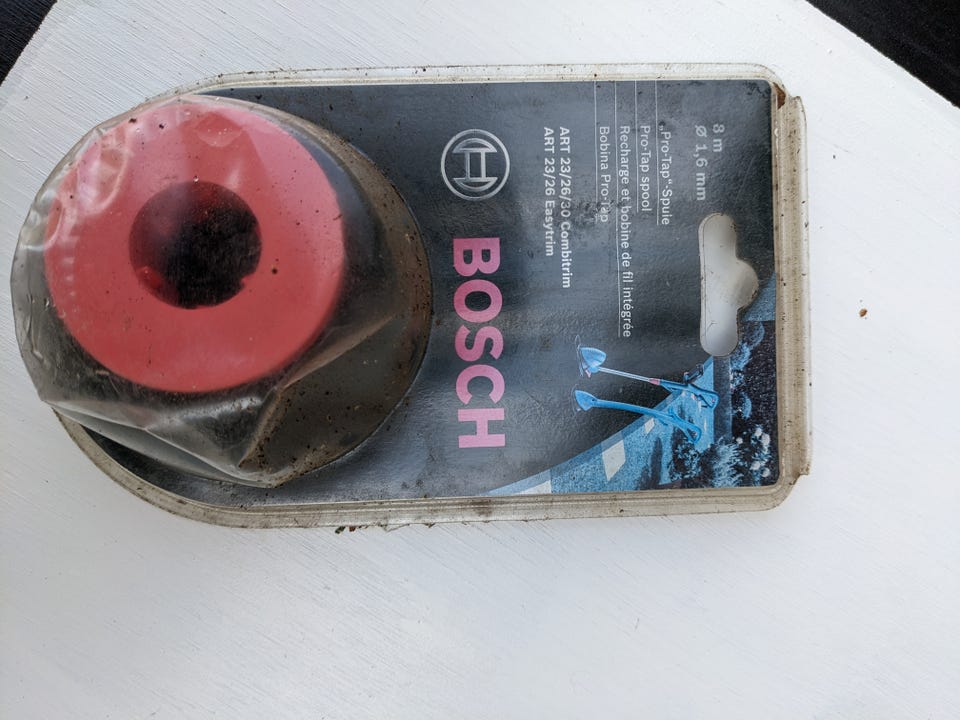 8 m
Ø 1,6 mm
„Pro-Tap“-Spule
Pro-Tap spool
Recharge et bobine de fil intégrée
Bobina Pro-Tap
ART 23/26/30 Combitrim
ART 23/26 Easytrim
BOSCH